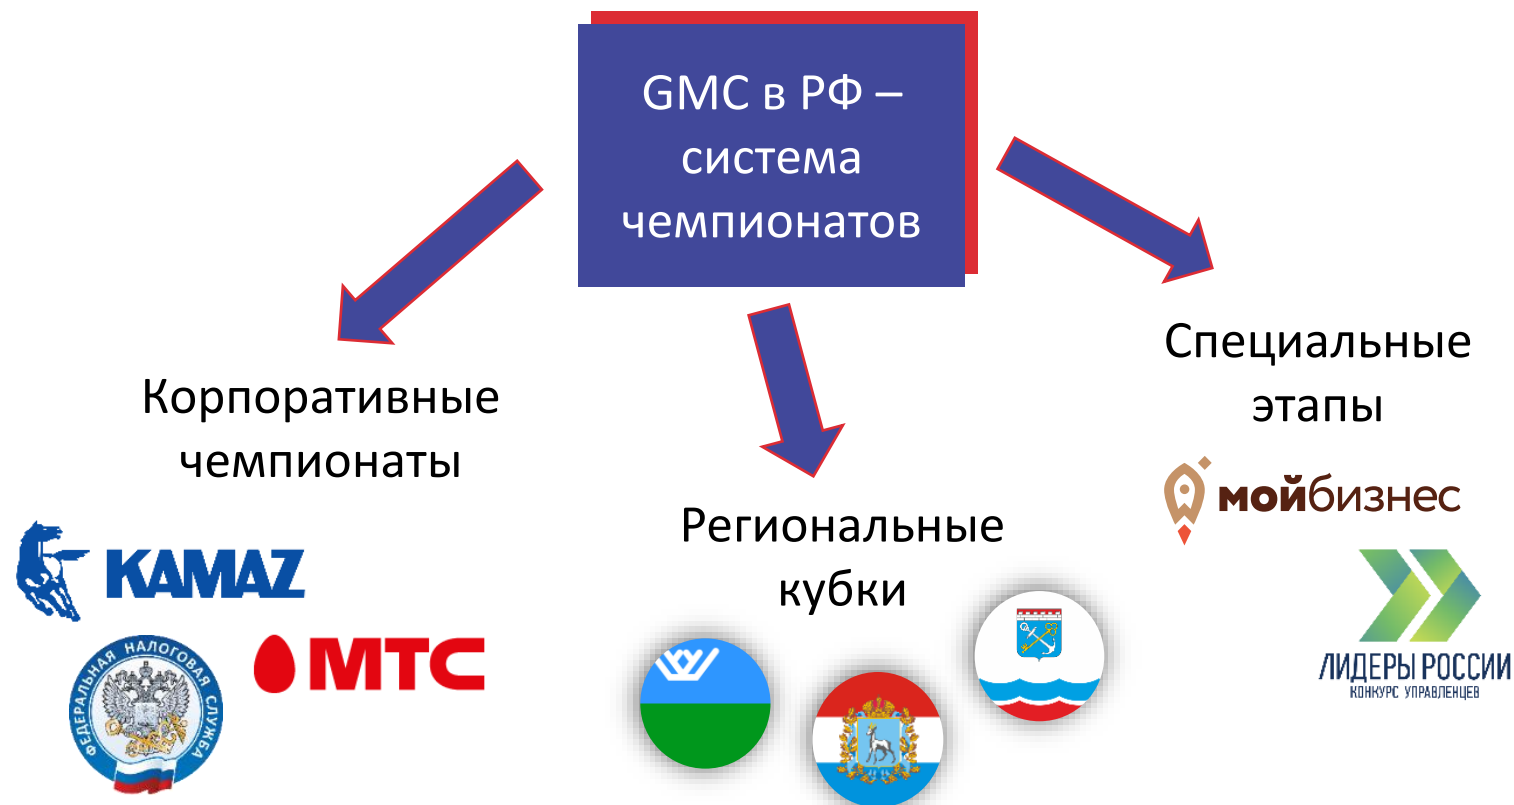 GMC в РФ –
система
чемпионатов
Корпоративные
чемпионаты
KAMAZ
МТС
ФЕДЕРАЛЬНАЯ НАЛОГОВАЯ СЛУЖБА
Региональные
кубки
Специальные
этапы
мойбизнес
ЛИДЕРЫ РОССИИ
КОНКУРС УПРАВЛЕНЦЕВ